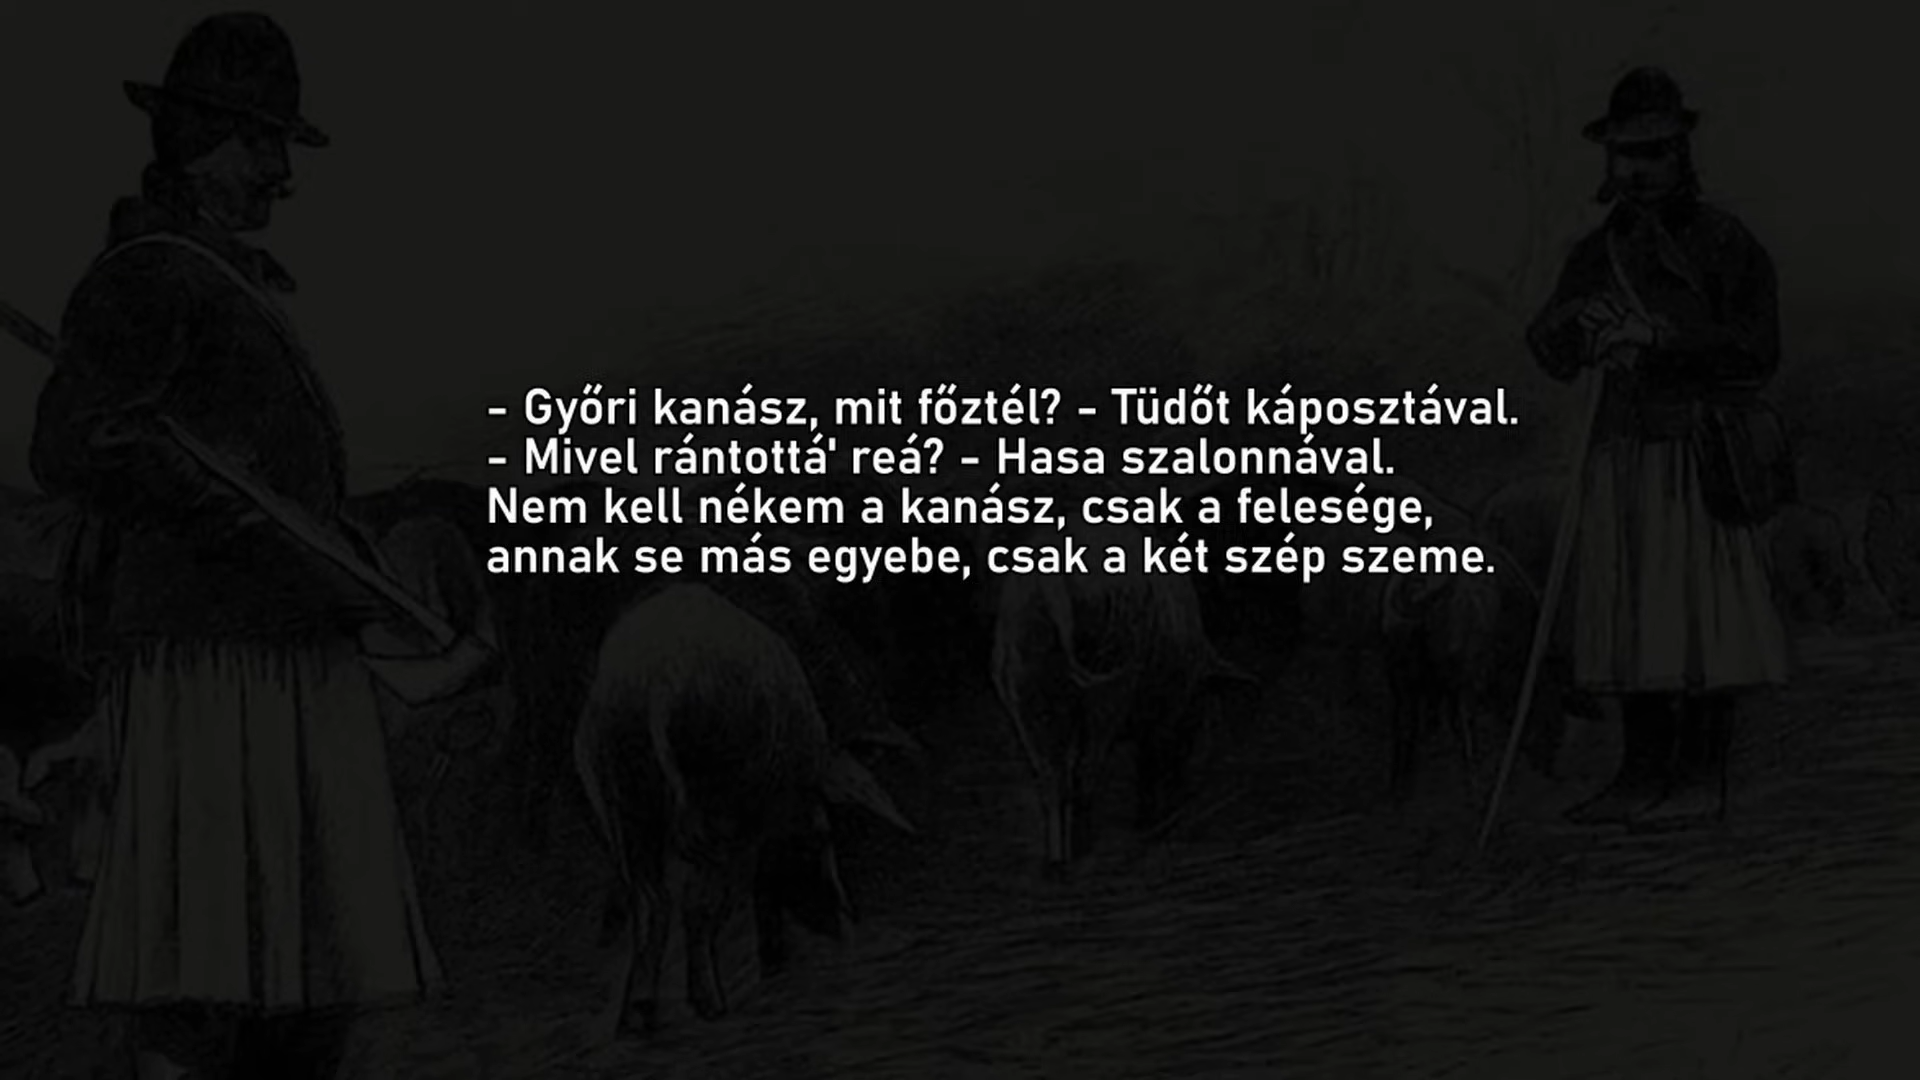 - Győri kanász, mit főztél? - Tüdőt káposztával.
- Mivel rántottá' reá? - Hasa szalonnával.
Nem kell nékem a kanász, csak a felesége,
annak se más egyebe, csak a két szép szeme.